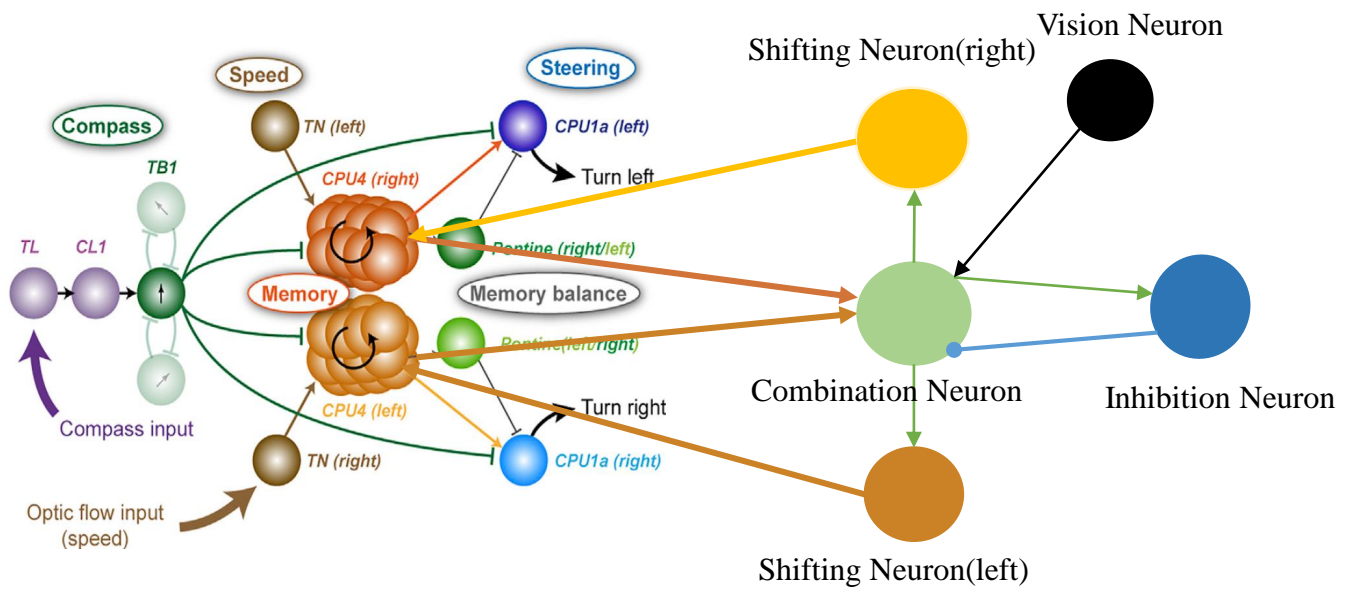 Vision Neuron
Shifting Neuron(right)
Steering
Speed
Compass
TN (left)
CPU1a (left)
TB1
CPU4 (right)
Turn left
TL
CL1
Pontine (right/left)
Memory
Memory balance
Pontine(left/right)
Combination Neuron
Inhibition Neuron
CPU4 (left)
Turn right
Compass input
TN (right)
CPU1a (right)
Optic flow input
(speed)
Shifting Neuron(left)